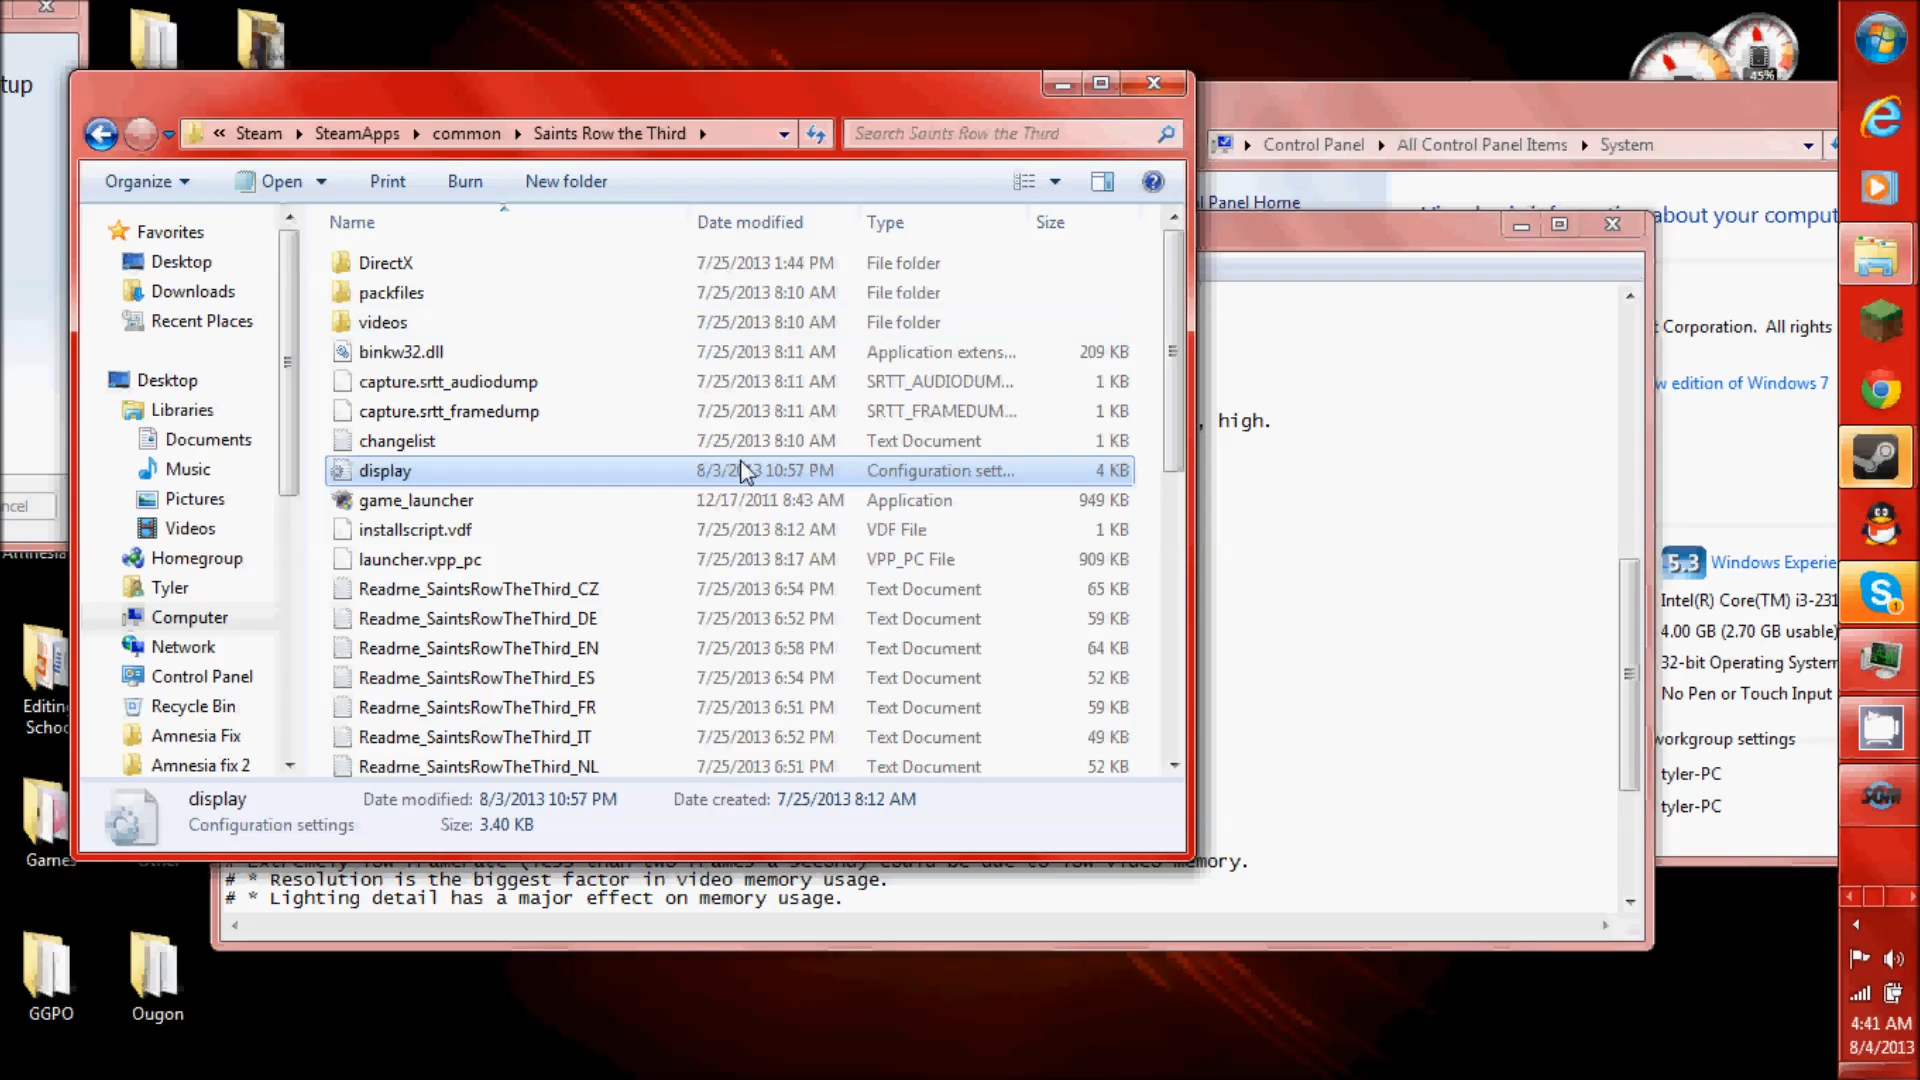 tup
45%
« Steam SteamApps common Saints Row the Third
Search Saints Row the Third
Control Panel All Control Panel Items System
Organize Open Print Burn New folder
l Panel Home
about your comput
Name Date modified Type Size
Favorites
Desktop
Downloads
Recent Places
Desktop
Libraries
Documents
Music
Pictures
Videos
Homegroup
Tyler
Computer
Network
Control Panel
Recycle Bin
Amnesia Fix
Amnesia fix 2
DirectX 7/25/2013 1:44 PM File folder
packfiles 7/25/2013 8:10 AM File folder
videos 7/25/2013 8:10 AM File folder
binkw32.dll 7/25/2013 8:11 AM Application extens... 209 KB
capture.srtt_audiodump 7/25/2013 8:11 AM SRTT_AUDIODUM... 1 KB
capture.srtt_framedump 7/25/2013 8:11 AM SRTT_FRAMEDUM... 1 KB
changelist 7/25/2013 8:10 AM Text Document 1 KB
display 8/3/2013 10:57 PM Configuration sett... 4 KB
game_launcher 12/17/2011 8:43 AM Application 949 KB
installscript.vdf 7/25/2013 8:12 AM VDF File 1 KB
launcher.vpp_pc 7/25/2013 8:17 AM VPP_PC File 909 KB
Readme_SaintsRowTheThird_CZ 7/25/2013 6:54 PM Text Document 65 KB
Readme_SaintsRowTheThird_DE 7/25/2013 6:52 PM Text Document 59 KB
Readme_SaintsRowTheThird_EN 7/25/2013 6:58 PM Text Document 64 KB
Readme_SaintsRowTheThird_ES 7/25/2013 6:54 PM Text Document 52 KB
Readme_SaintsRowTheThird_FR 7/25/2013 6:51 PM Text Document 59 KB
Readme_SaintsRowTheThird_IT 7/25/2013 6:52 PM Text Document 49 KB
Readme_SaintsRowTheThird_NL 7/25/2013 6:51 PM Text Document 52 KB
display Date modified: 8/3/2013 10:57 PM Date created: 7/25/2013 8:12 AM
Configuration settings Size: 3.40 KB
, high.
t Corporation. All rights
w edition of Windows 7
5.3 Windows Experie
Intel(R) Core(TM) i3-231
4.00 GB (2.70 GB usable)
32-bit Operating System
No Pen or Touch Input
workgroup settings
tyler-PC
tyler-PC
mory.
# * Resolution is the biggest factor in video memory usage.
# * Lighting detail has a major effect on memory usage.
ncel
Editin
Schoo
Games
GGPO
Ougon
4:41 AM
8/4/2013